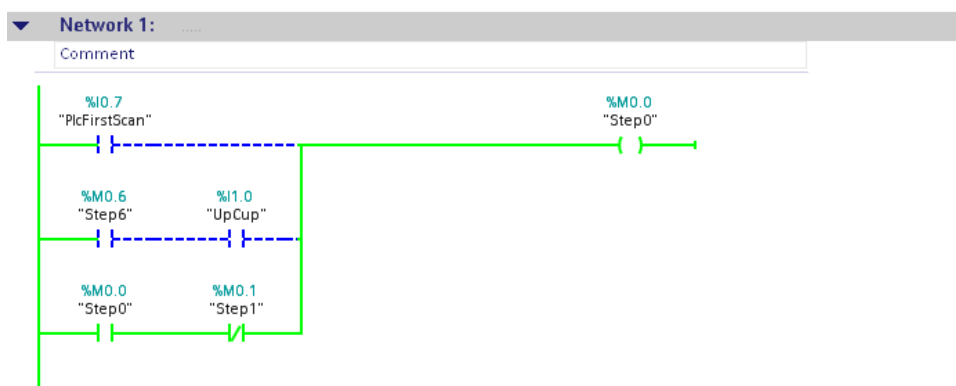 Network 1: .....
Comment
%I0.7 %M0.0
"PlcFirstScan" "Step0"
%M0.6 %I1.0
"Step6" "UpCup"
%M0.0 %M0.1
"Step0" "Step1"